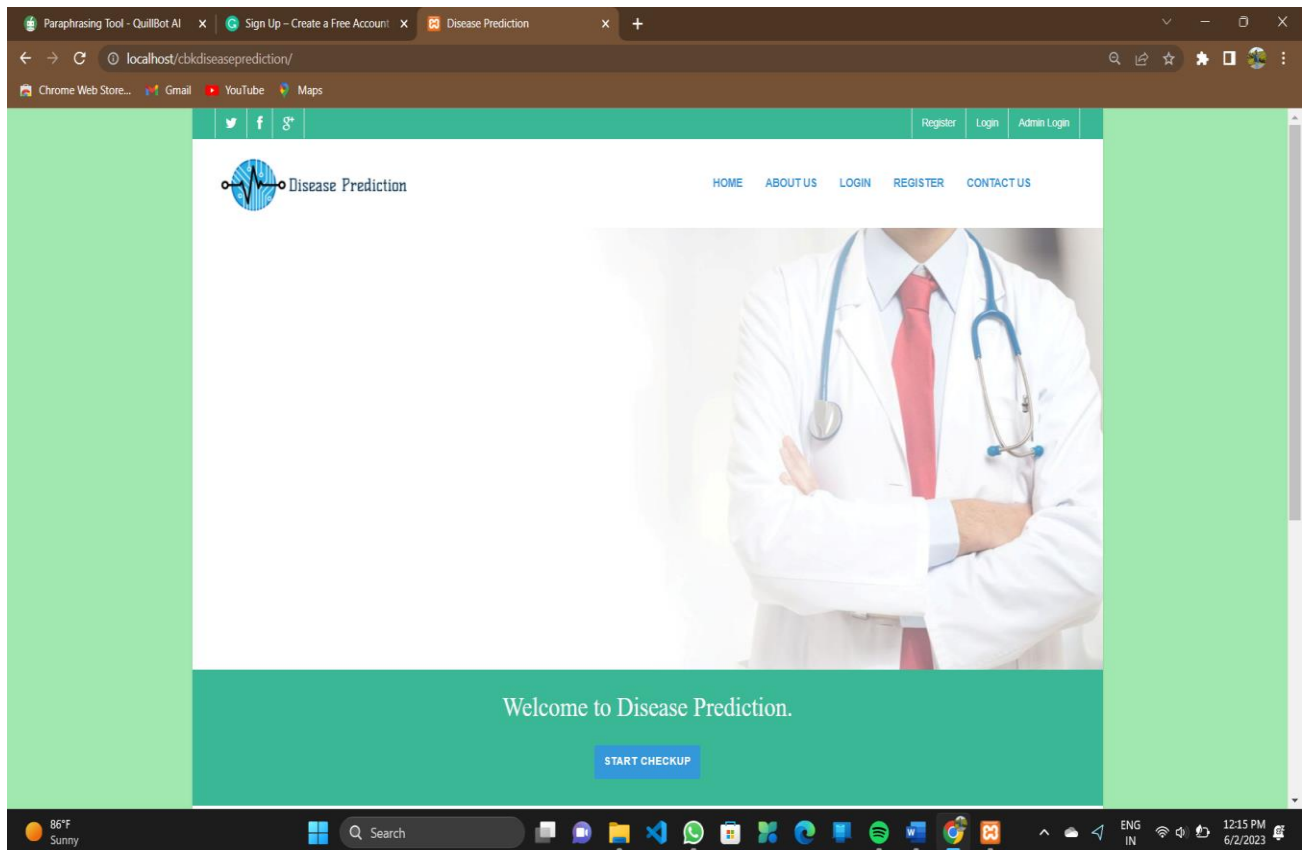 Paraphrasing Tool - QuillBot AI
Sign Up – Create a Free Account
Disease Prediction
localhost/cbkdiseaseprediction/
Chrome Web Store... Gmail YouTube Maps
Register Login Admin Login
Disease Prediction
HOME ABOUT US LOGIN REGISTER CONTACT US
Welcome to Disease Prediction.
START CHECKUP
86°F
Sunny
Search
ENG
IN
12:15 PM
6/2/2023